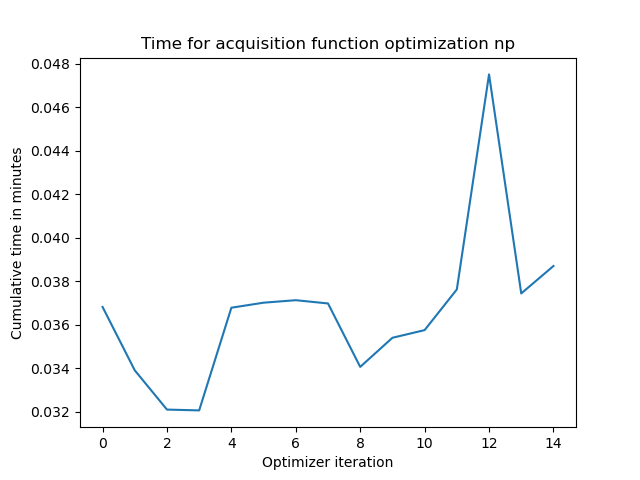 Time for acquisition function optimization np
0.048
0.046
0.044
0.042
0.040
0.038
0.036
0.034
0.032
Cumulative time in minutes
0 2 4 6 8 10 12 14
Optimizer iteration